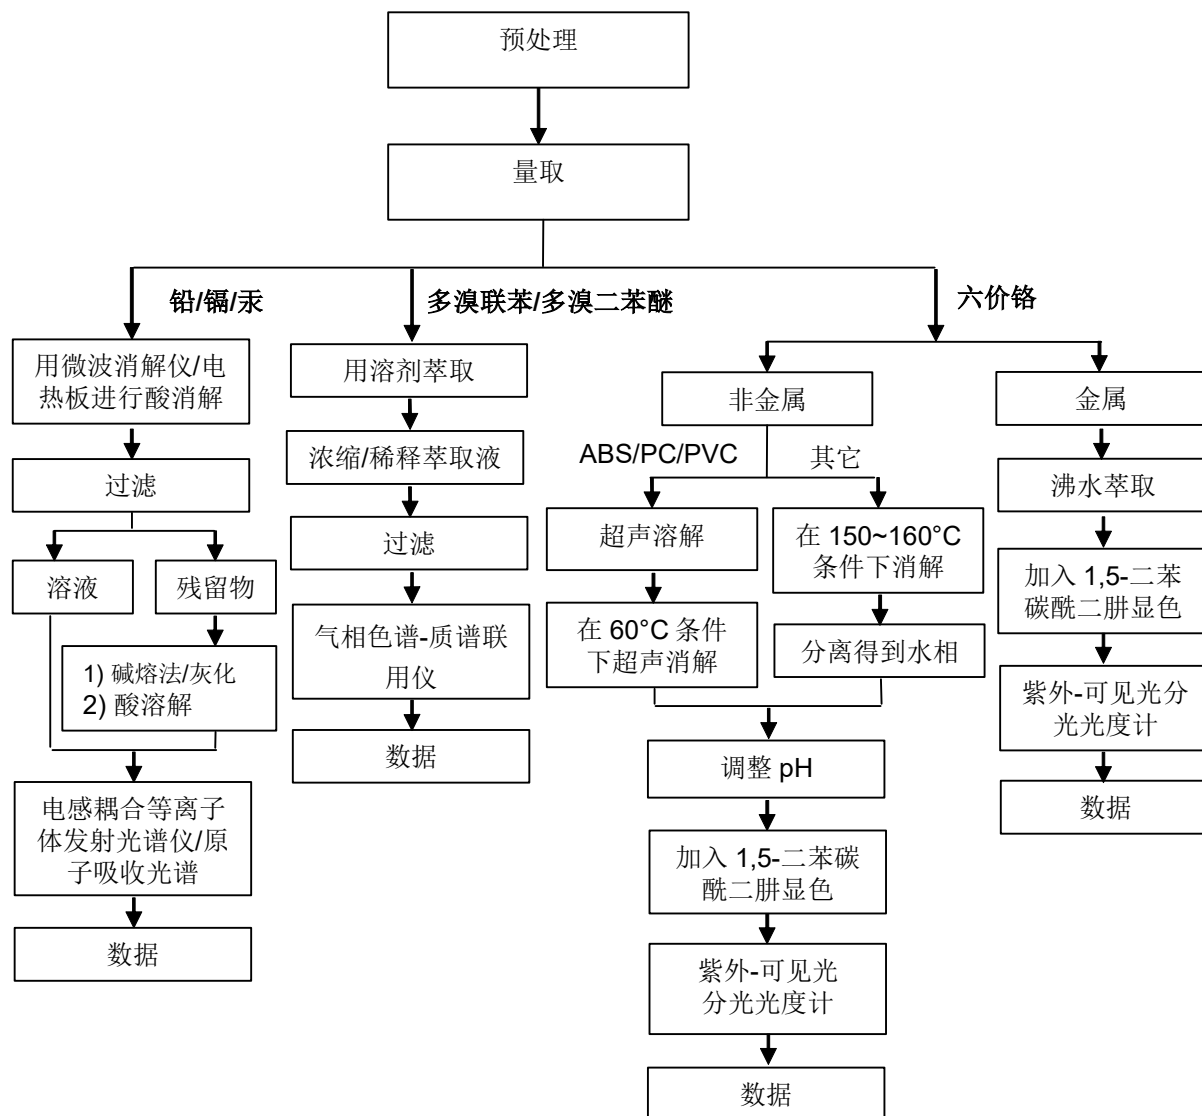 预处理
量取
铅/镉/汞
多溴联苯/多溴二苯醚
六价铬
用微波消解仪/电
热板进行酸消解
过滤
溶液
残留物
1) 碱熔法/灰化
2) 酸溶解
电感耦合等离子
体发射光谱仪/原
子吸收光谱
数据
用溶剂萃取
浓缩/稀释萃取液
过滤
气相色谱-质谱联
用仪
数据
非金属
ABS/PC/PVC
其它
超声溶解
在 60°C 条件
下超声消解
在 150~160°C
条件下消解
分离得到水相
调整 pH
加入 1,5-二苯碳
酰二肼显色
紫外-可见光
分光光度计
数据
金属
沸水萃取
加入 1,5-二苯
碳酰二肼显色
紫外-可见光分
光光度计
数据